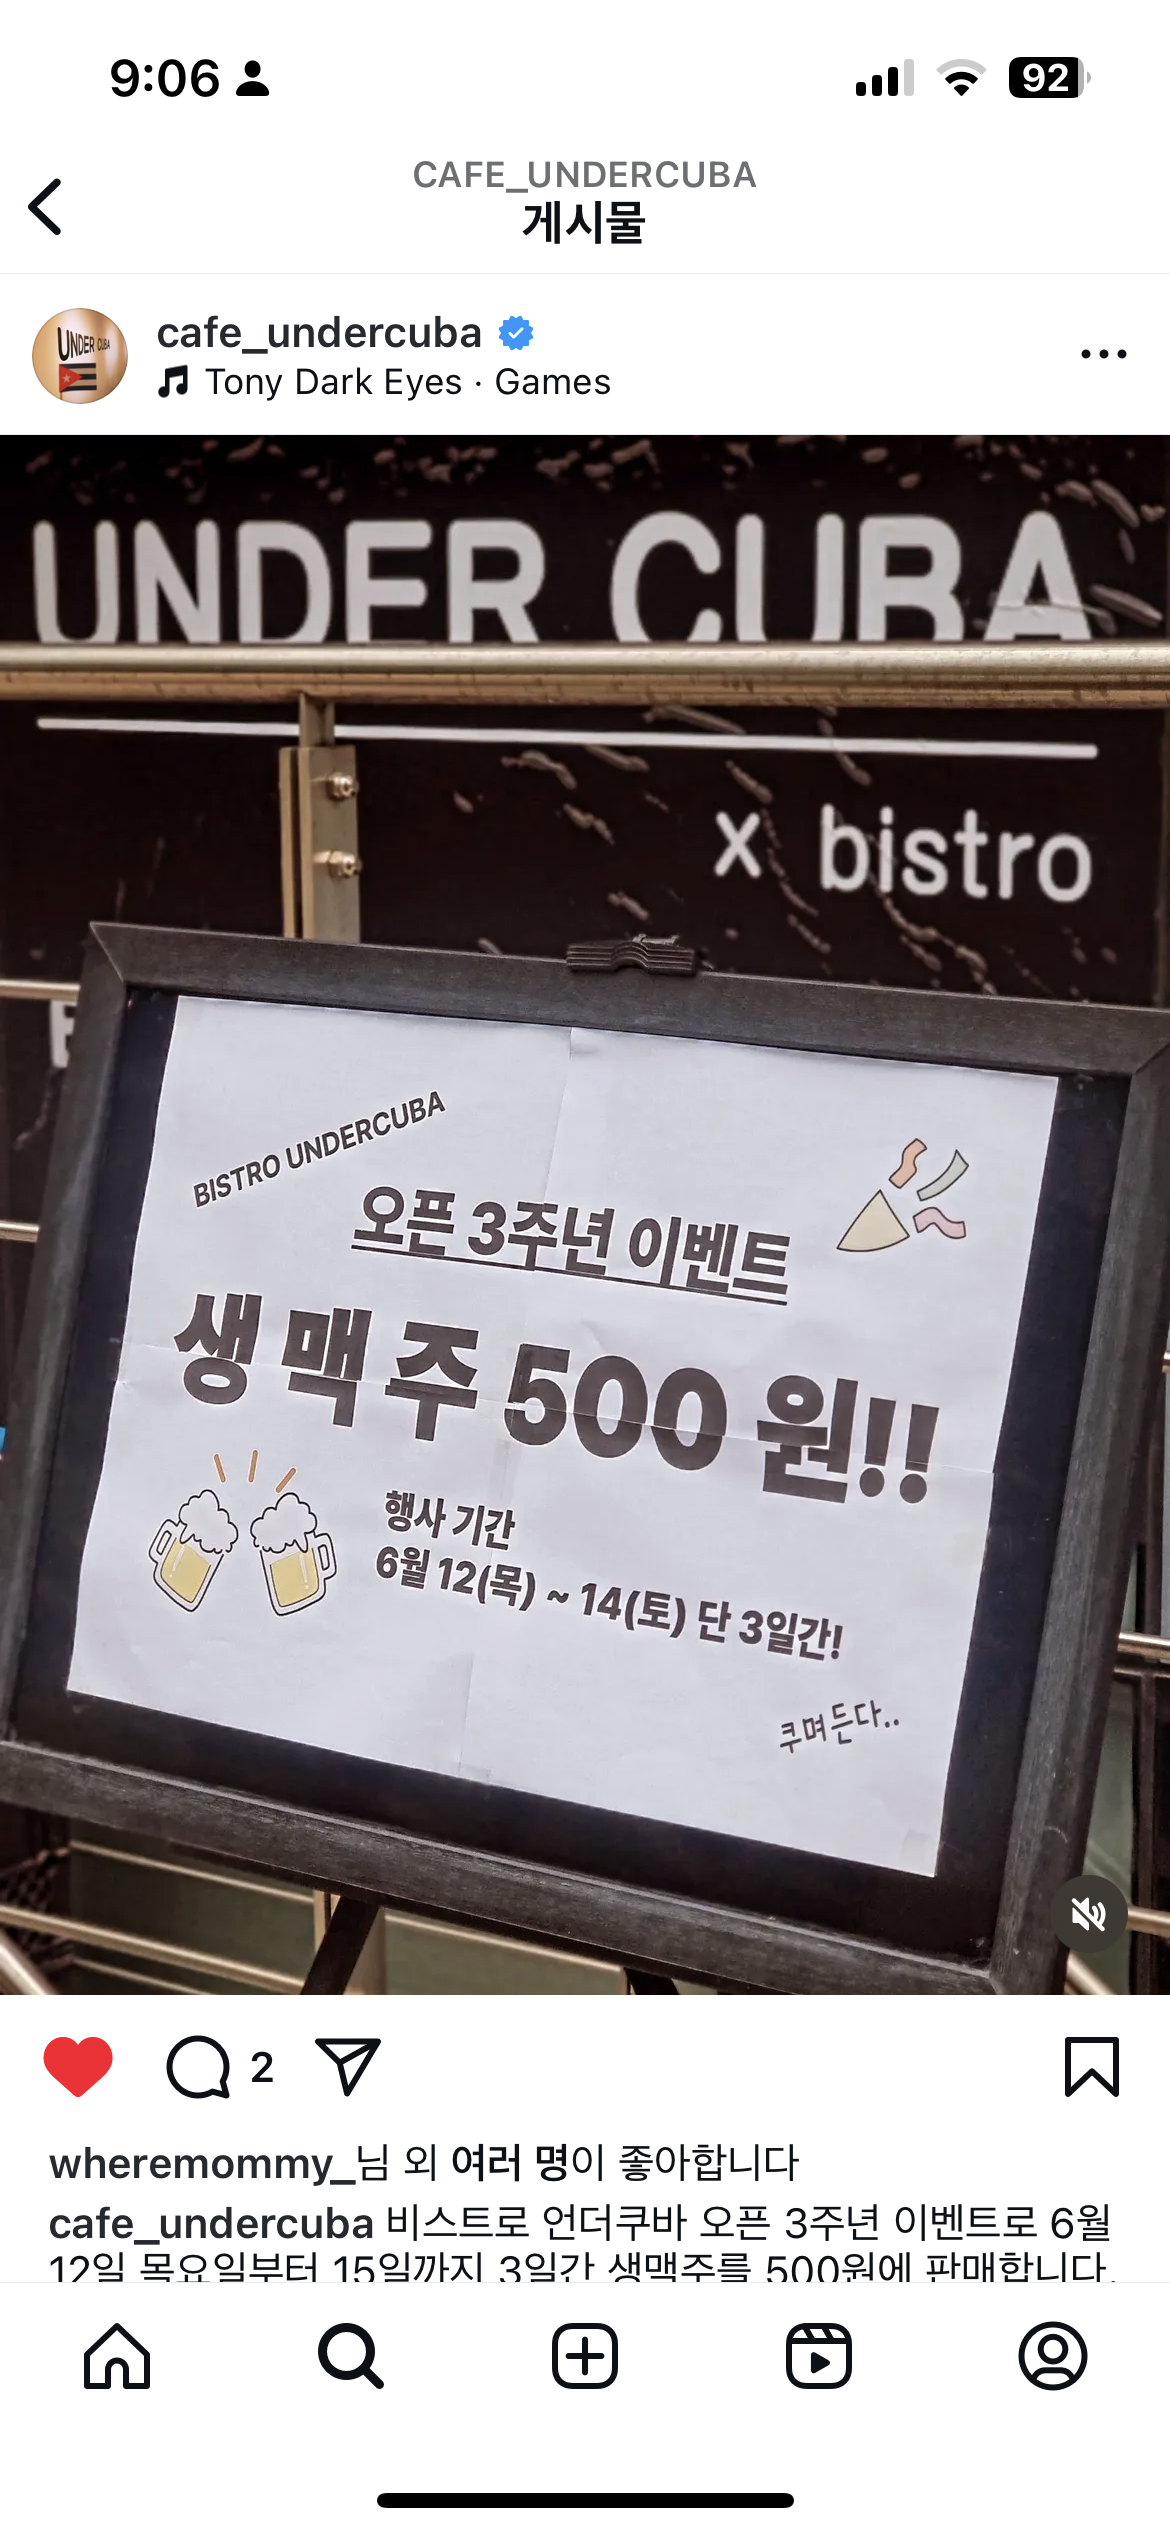 9:06
92
CAFE_UNDERCUBA
게시물
cafe_undercuba
Tony Dark Eyes · Games
UNDER CUBA
x bistro
BISTRO UNDERCUBA
오픈 3주년 이벤트
생맥주 500원!!
행사 기간
6월 12(목) ~ 14(토) 단 3일간!
쿠며든다..
2
wheremommy_님 외 여러 명이 좋아합니다
cafe_undercuba 비스트로 언더쿠바 오픈 3주년 이벤트로 6월
12일 목요일부터 15일까지 3일간 생맥주를 500원에 판매합니다.